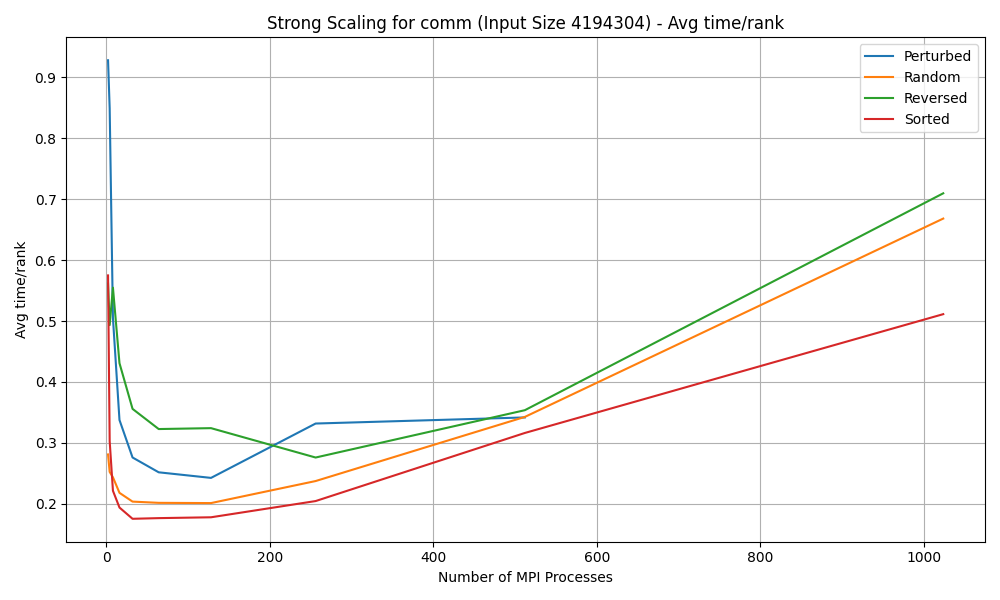 Strong Scaling for comm (Input Size 4194304) - Avg time/rank
Perturbed
Random
Reversed
Sorted
Avg time/rank
0.9
0.8
0.7
0.6
0.5
0.4
0.3
0.2
0 200 400 600 800 1000
Number of MPI Processes